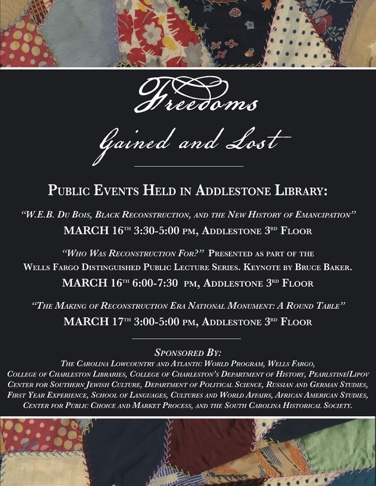 Freedoms
Gained and Lost
Public Events Held in Addlestone Library:
"W.E.B. Du Bois, Black Reconstruction, and the New History of Emancipation"
MARCH 16TH 3:30-5:00 pm, Addlestone 3RD Floor
"Who Was Reconstruction For?" Presented as part of the
Wells Fargo Distinguished Public Lecture Series. Keynote by Bruce Baker.
MARCH 16TH 6:00-7:30 pm, Addlestone 3RD Floor
"The Making of Reconstruction Era National Monument: A Round Table"
MARCH 17TH 3:00-5:00 pm, Addlestone 3RD Floor
Sponsored By:
The Carolina Lowcountry and Atlantic World Program, Wells Fargo,
College of Charleston Libraries, College of Charleston's Department of History, Pearlstine/Lipov
Center for Southern Jewish Culture, Department of Political Science, Russian and German Studies,
First Year Experience, School of Languages, Cultures and World Affairs, African American Studies,
Center for Public Choice and Market Process, and the South Carolina Historical Society.